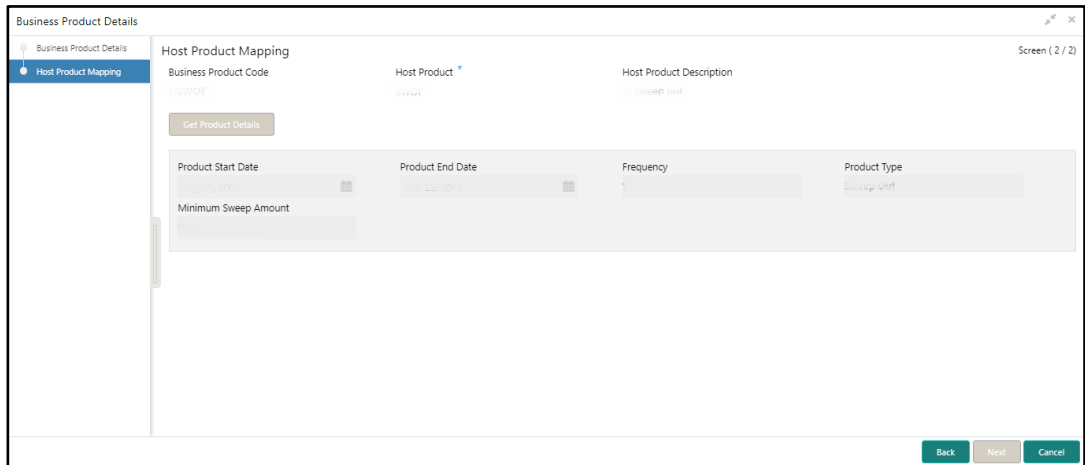 Business Product Details
Business Product Details
Host Product Mapping
Host Product Mapping
Screen ( 2 / 2)
Business Product Code
Host Product *
Host Product Description
Sweep out
Get Product Details
Product Start Date
Product End Date
Frequency
Product Type
Sweep Out
Minimum Sweep Amount
Back
Next
Cancel